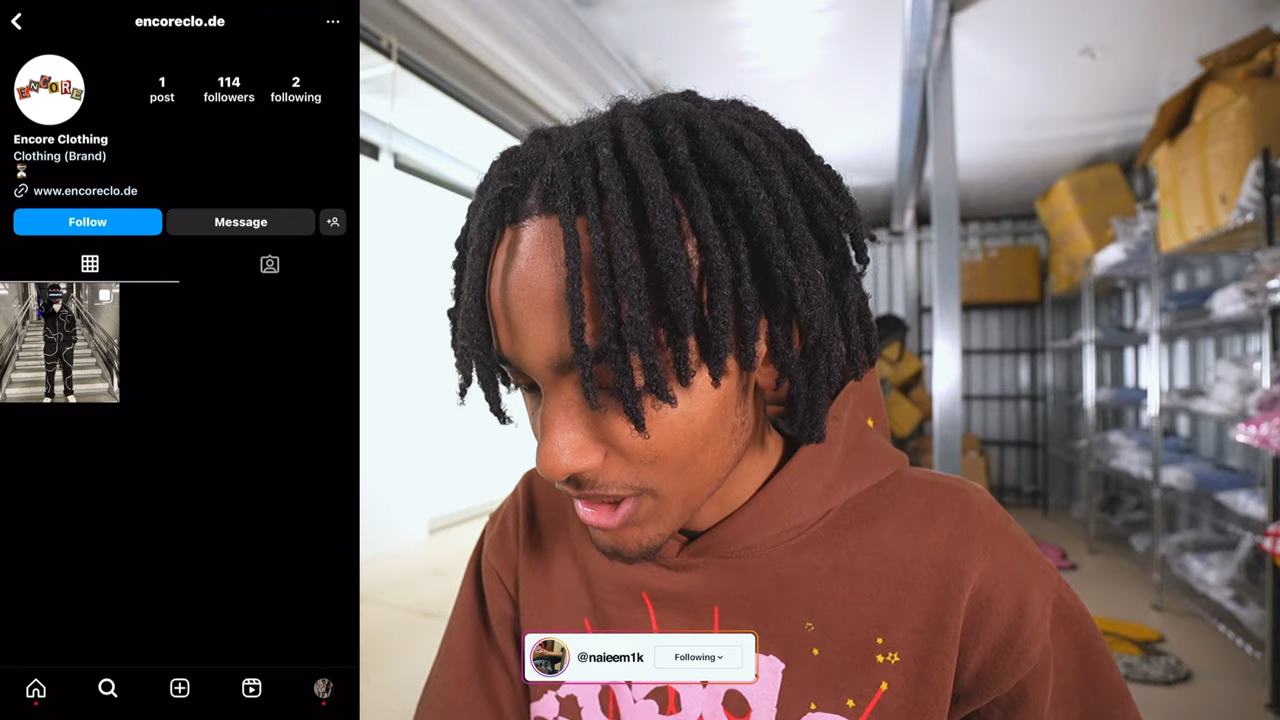 encoreclo.de
ENCORE
1
post
114
followers
2
following
Encore Clothing
Clothing (Brand)
www.encoreclo.de
Follow
Message
@naieem1k
Following